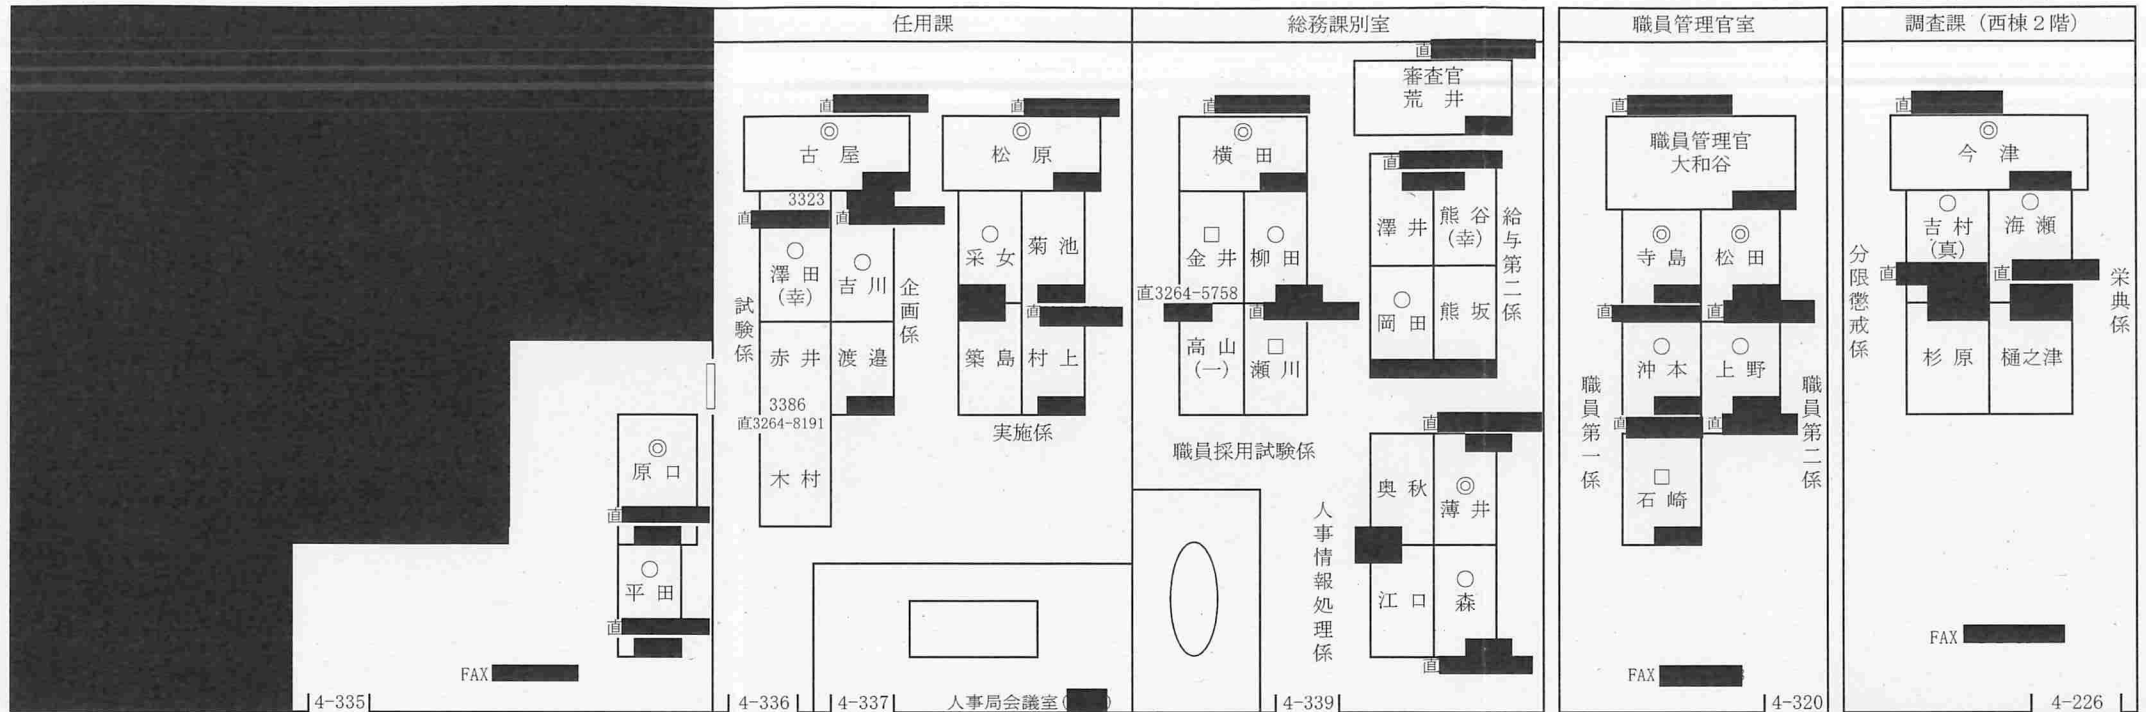 任用課
総務課別室
職員管理官室
調査課（西棟２階）
原口
直
平田
直
FAX
4-335
直
◎
古屋
3323
直
直
○
澤田
(幸)
○
吉川
試験係
企画係
赤井
渡邉
3386
直3264-8191
木村
直
◎
松原
○
采女
菊池
直
築島
村上
実施係
4-336
4-337
人事局会議室(
直
審査官
荒井
直
◎
横田
□
金井
○
柳田
直3264-5758
直
高山
(一)
□
瀬川
職員採用試験係
直
澤井
熊谷
(幸)
○
岡田
熊坂
給与第二係
直
奥秋
◎
薄井
江口
○
森
直
人事情報処理係
4-339
直
職員管理官
大和谷
◎
寺島
◎
松田
直
直
○
沖本
○
上野
直
直
□
石崎
職員第一係
職員第二係
FAX
4-320
直
◎
今津
○
吉村
(真)
○
海瀬
直
直
杉原
樋之津
分限懲戒係
栄典係
FAX
4-226